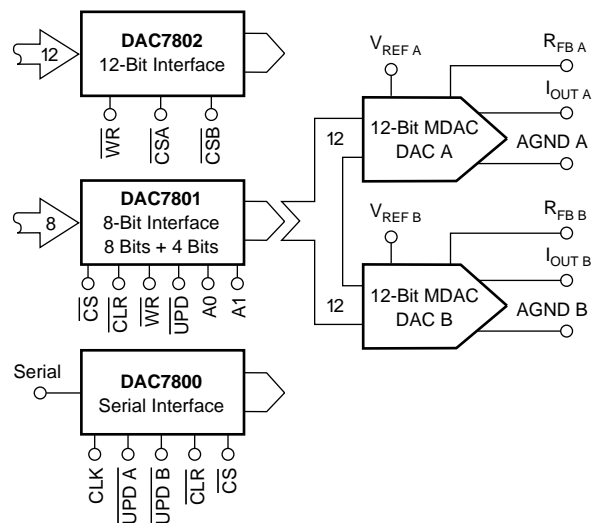 12
DAC7802
12-Bit Interface
WR
CSA
CSB
8
DAC7801
8-Bit Interface
8 Bits + 4 Bits
CS
CLR
WR
UPD
A0
A1
Serial
DAC7800
Serial Interface
CLK
UPD A
UPD B
CLR
CS
12
12
VREF A
12-Bit MDAC
DAC A
RFB A
IOUT A
AGND A
VREF B
12-Bit MDAC
DAC B
RFB B
IOUT B
AGND B